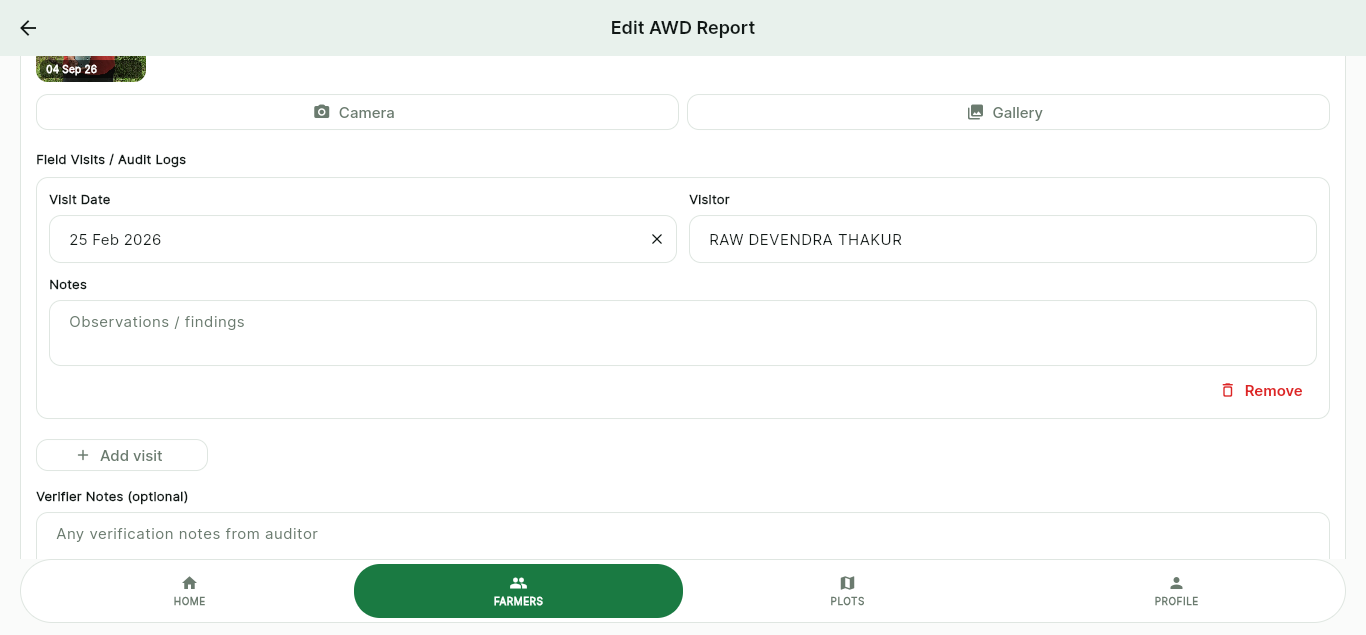 Edit AWD Report
04 Sep 26
Camera
Gallery
Field Visits / Audit Logs
Visit Date
Visitor
25 Feb 2026
RAW DEVENDRA THAKUR
Notes
Observations / findings
Remove
Add visit
Verifier Notes (optional)
Any verification notes from auditor
HOME
FARMERS
PLOTS
PROFILE